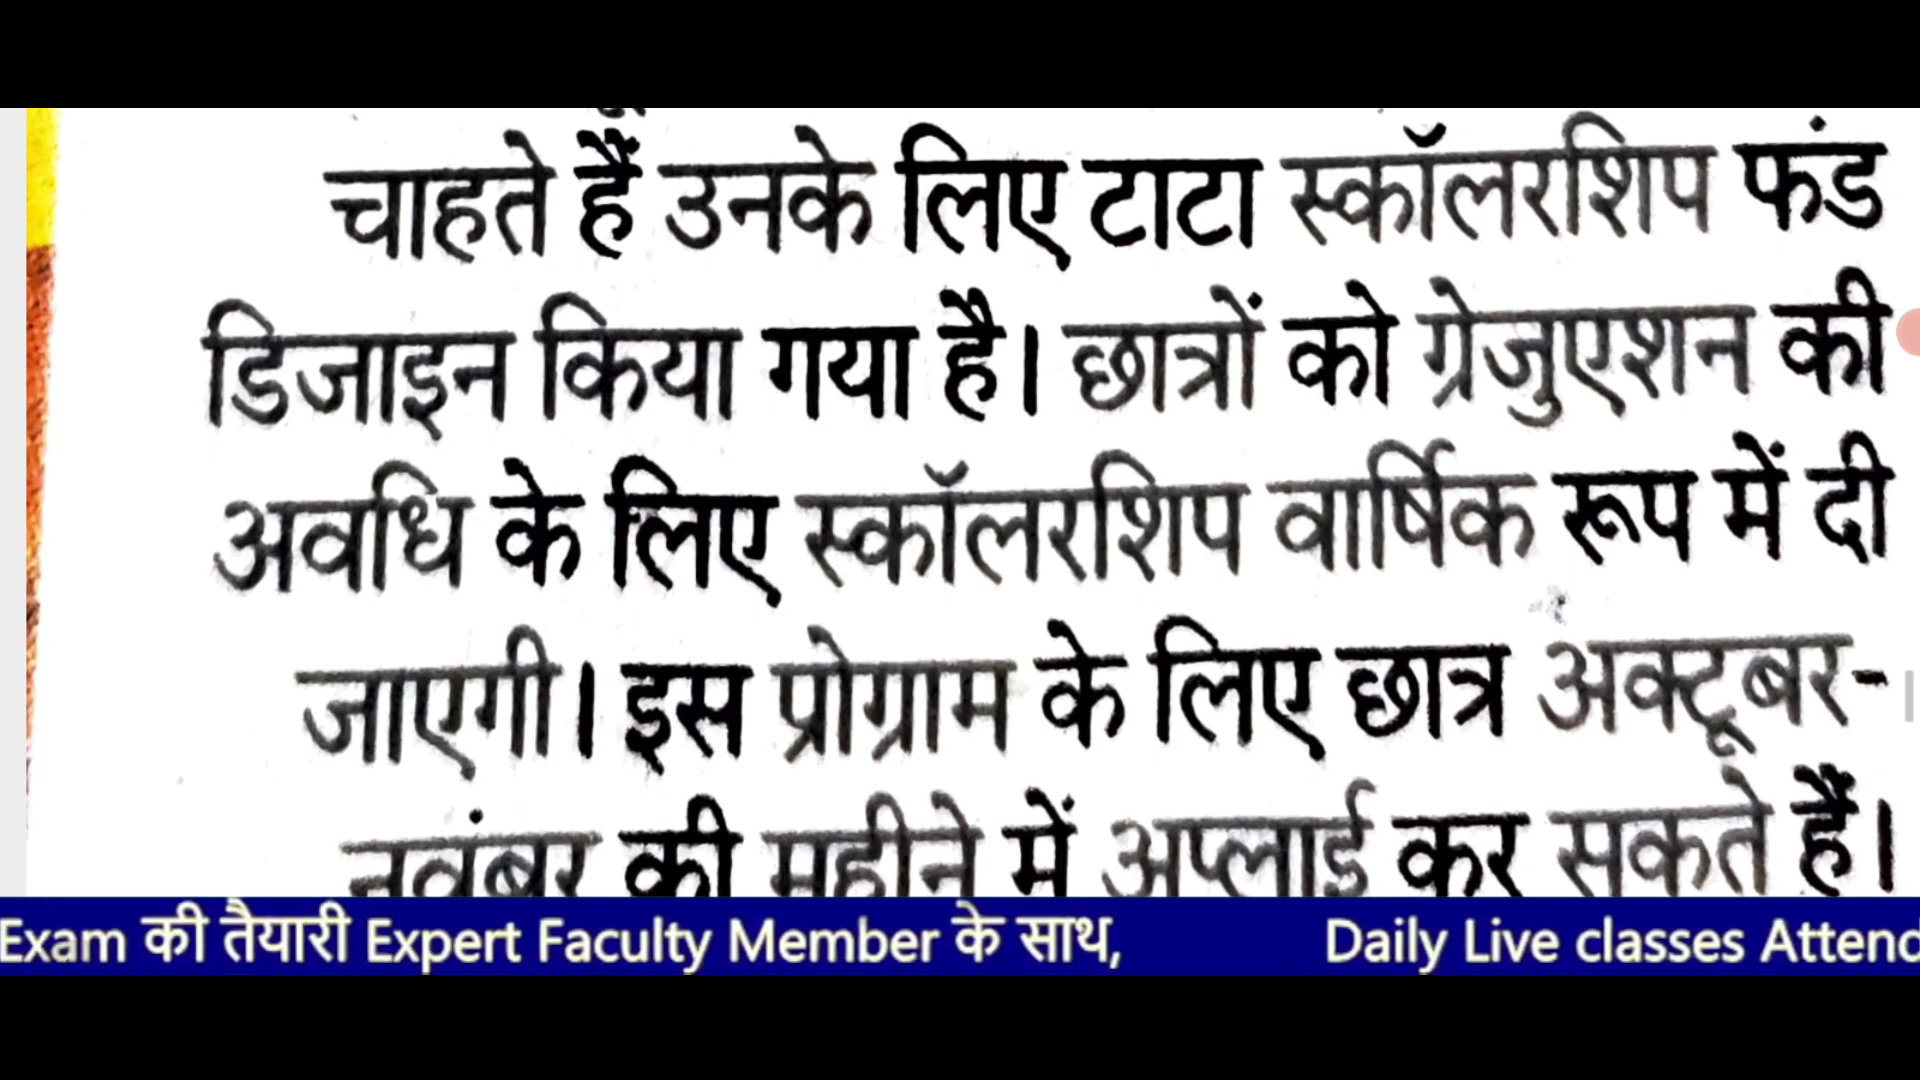 चाहते हैं उनके लिए टाटा स्कॉलरशिप फंड
डिजाइन किया गया है। छात्रों को ग्रेजुएशन की
अवधि के लिए स्कॉलरशिप वार्षिक रूप में दी
जाएगी। इस प्रोग्राम के लिए छात्र अक्टूबर-
नवंबर की महीने में अप्लाई कर सकते हैं।
Exam की तैयारी Expert Faculty Member के साथ, Daily Live classes Attend